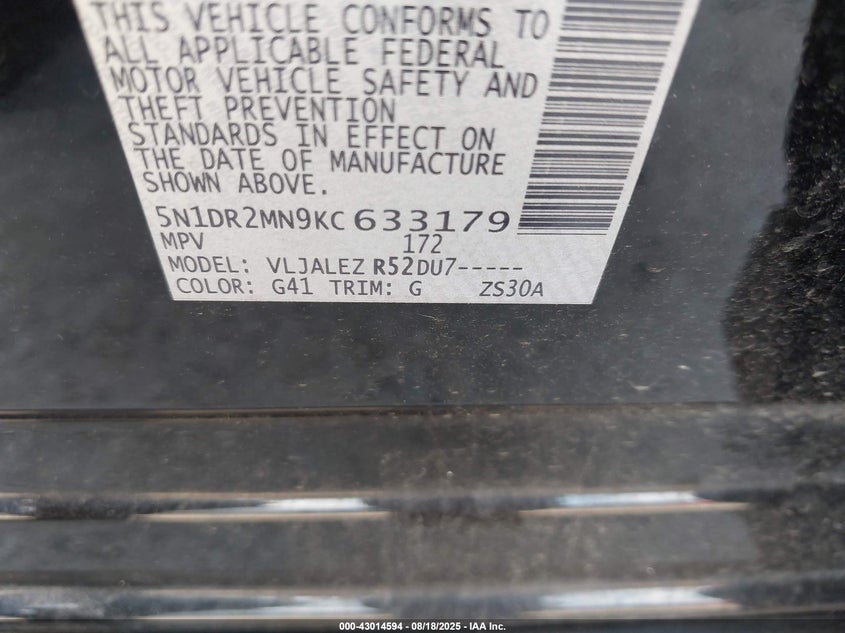 THIS VEHICLE CONFORMS TO
ALL APPLICABLE FEDERAL
MOTOR VEHICLE SAFETY AND
THEFT PREVENTION
STANDARDS IN EFFECT ON
THE DATE OF MANUFACTURE
SHOWN ABOVE.
5N1DR2MN9KC 633179
MPV 172
MODEL: VLJALEZ R52DU7-----
COLOR: G41 TRIM: G ZS30A
000-43014594 - 08/18/2025 - IAA Inc.